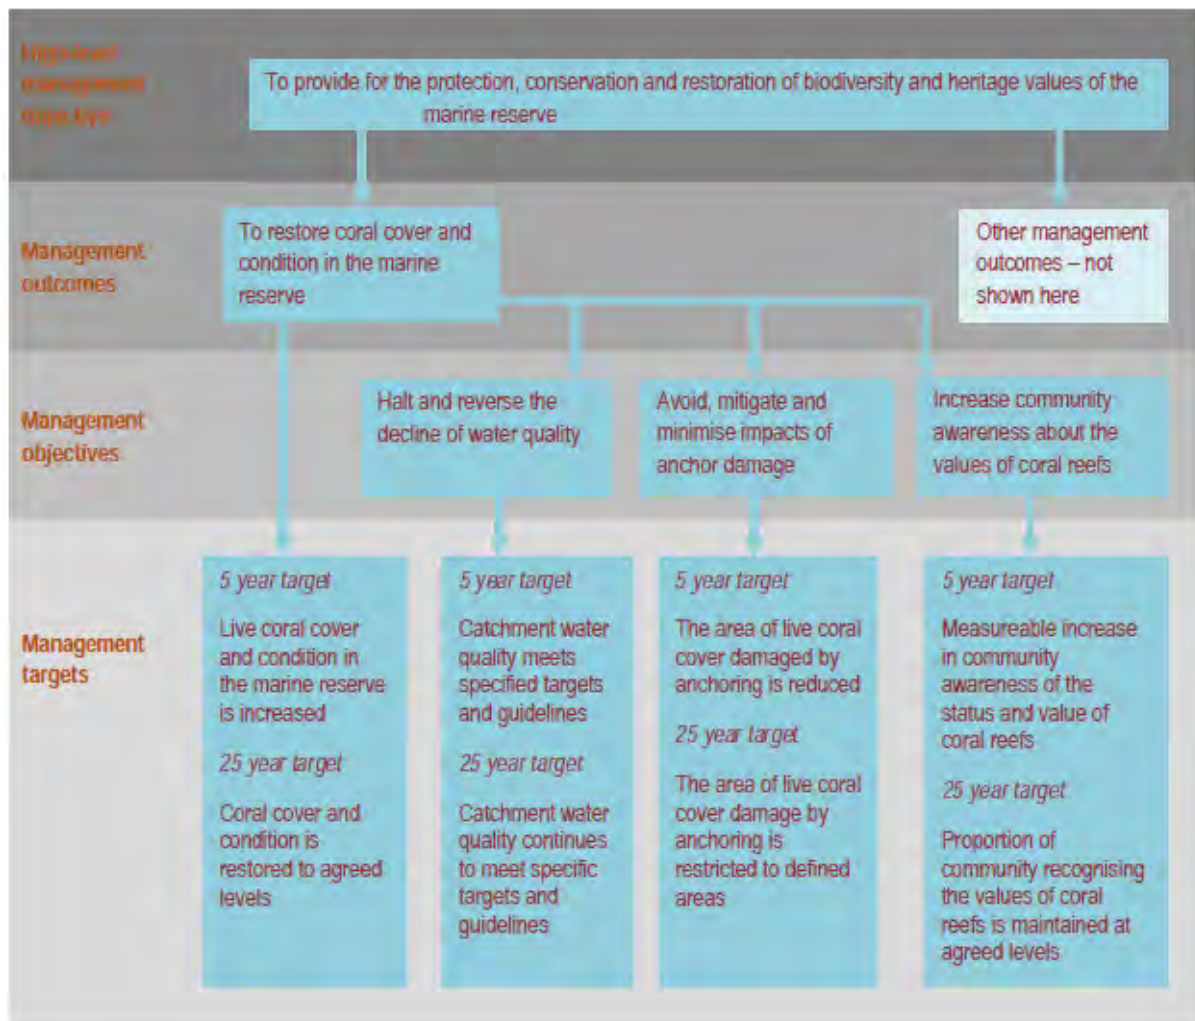 High-level
management
objective
To provide for the protection, conservation and restoration of biodiversity and heritage values of the
marine reserve
Management
outcomes
To restore coral cover and
condition in the marine
reserve
Other management
outcomes – not
shown here
Management
objectives
Halt and reverse the
decline of water quality
Avoid, mitigate and
minimise impacts of
anchor damage
Increase community
awareness about the
values of coral reefs
Management
targets
5 year target
Live coral cover
and condition in
the marine reserve
is increased
25 year target
Coral cover and
condition is
restored to agreed
levels
5 year target
Catchment water
quality meets
specified targets
and guidelines
25 year target
Catchment water
quality continues
to meet specific
targets and
guidelines
5 year target
The area of live coral
cover damaged by
anchoring is reduced
25 year target
The area of live coral
cover damage by
anchoring is
restricted to defined
areas
5 year target
Measureable increase
in community
awareness of the
status and value of
coral reefs
25 year target
Proportion of
community recognising
the values of coral
reefs is maintained at
agreed levels